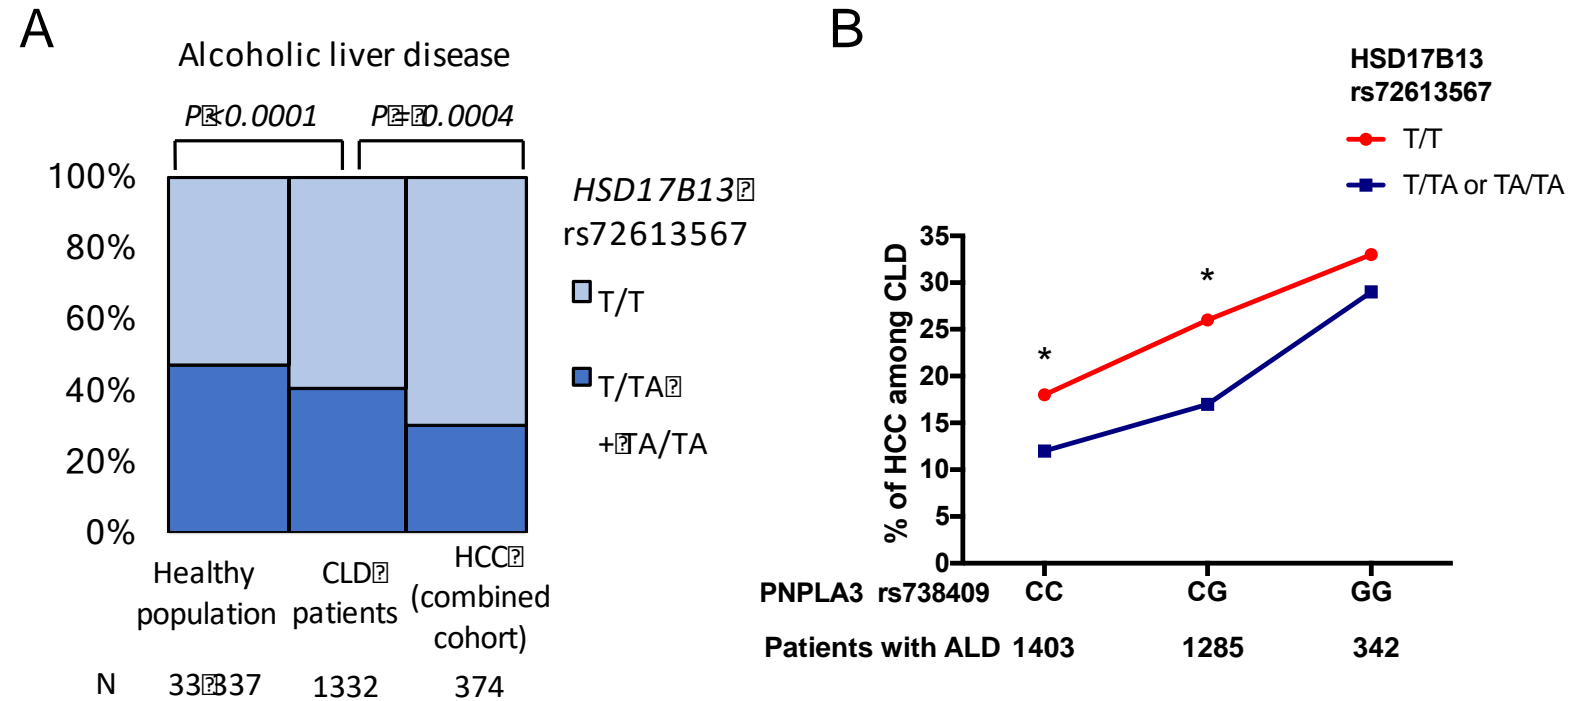 A
Alcoholic liver disease
P < 0.0001
P = 0.0004
100%
80%
60%
40%
20%
0%
HSD17B13
rs72613567
T/T
T/TA
+ TA/TA
Healthy
population
CLD
patients
HCC
(combined
cohort)
N 33 337 1332 374
B
HSD17B13
rs72613567
T/T
T/TA or TA/TA
% of HCC among CLD
35
30
25
20
15
10
5
0
*
*
PNPLA3 rs738409 CC CG GG
Patients with ALD 1403 1285 342